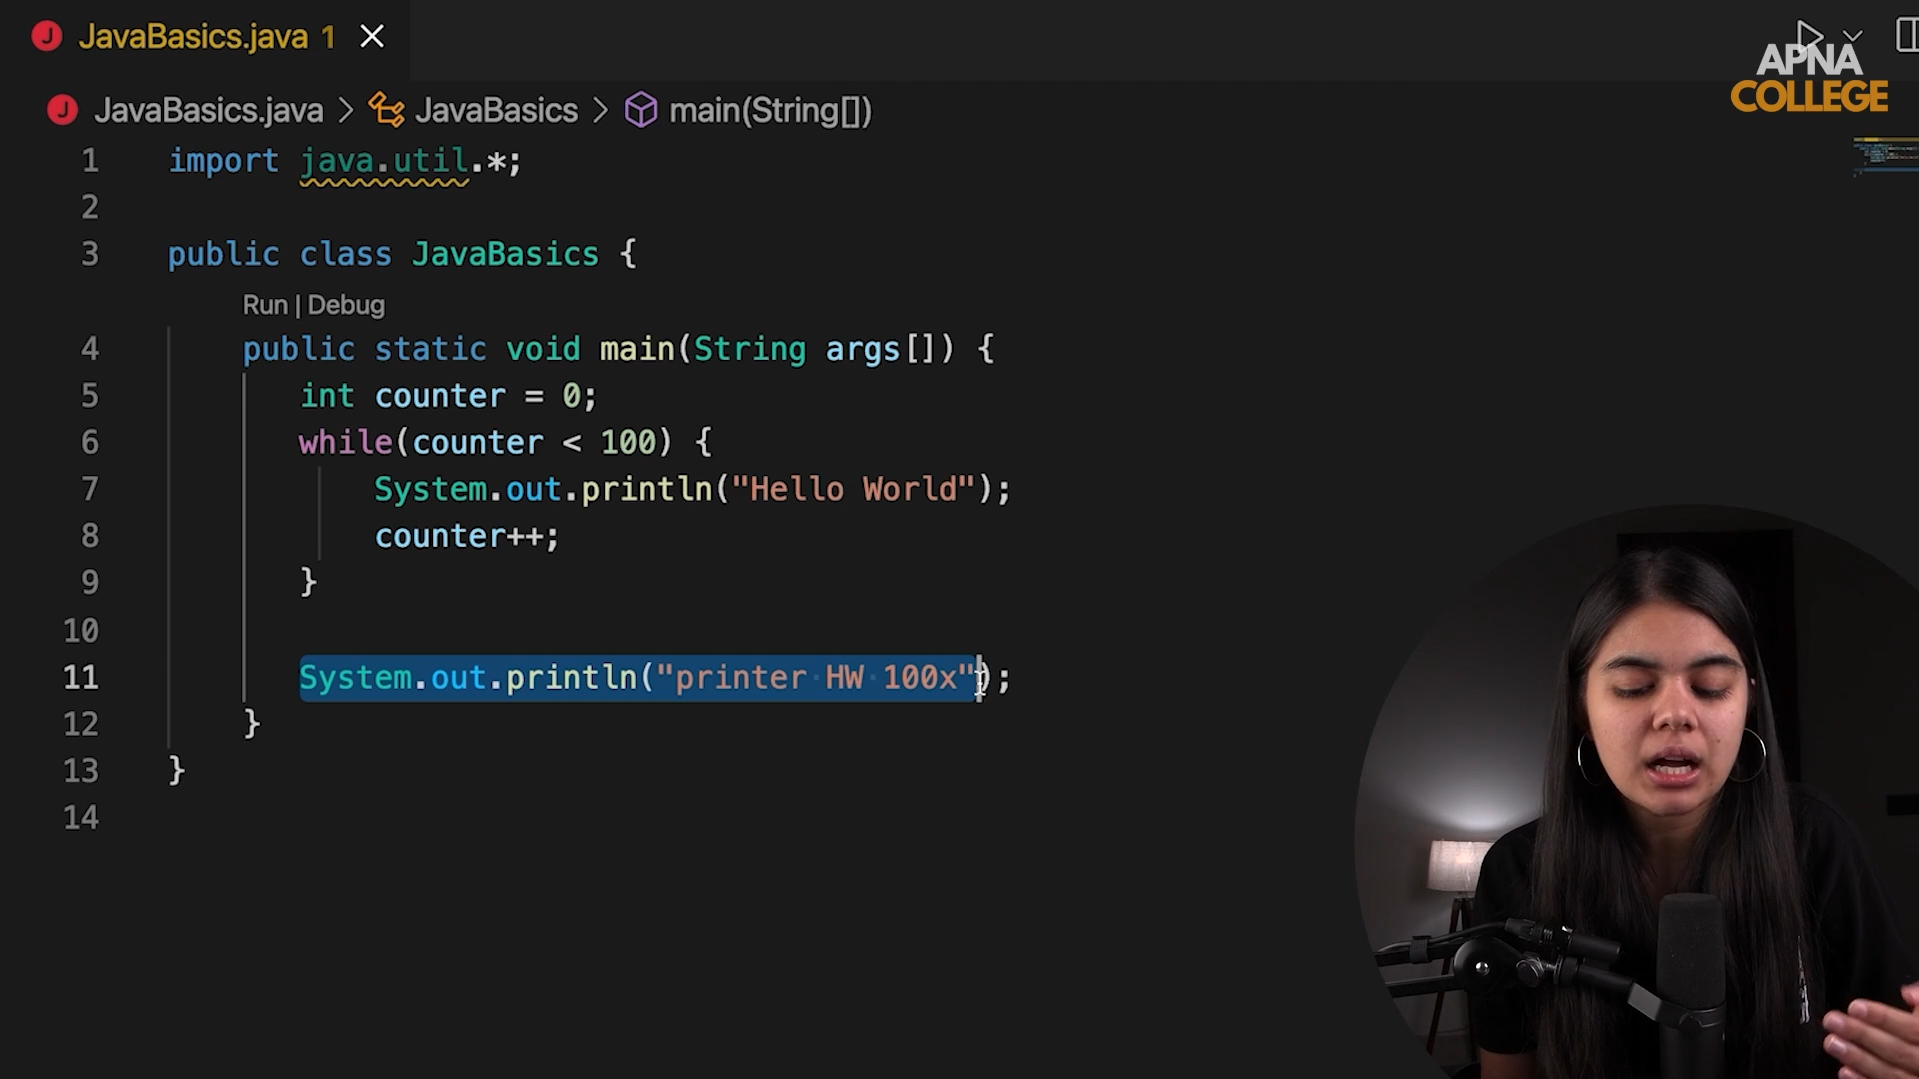 JavaBasics.java 1
APNA
COLLEGE
JavaBasics.java > JavaBasics > main(String[])
1 import java.util.*;
2
3 public class JavaBasics {
Run | Debug
4 public static void main(String args[]) {
5 int counter = 0;
6 while(counter < 100) {
7 System.out.println("Hello World");
8 counter++;
9 }
10
11 System.out.println("printer HW 100x");
12 }
13 }
14